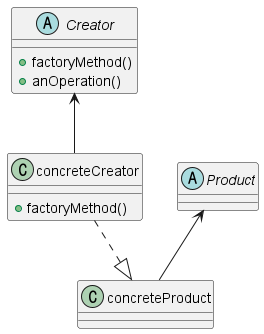 A Creator
factoryMethod()
anOperation()
C concreteCreator
factoryMethod()
A Product
C concreteProduct